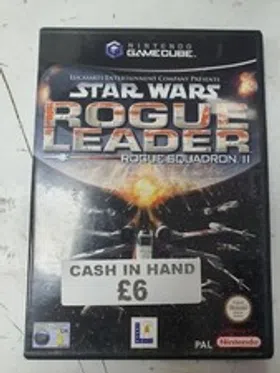 NINTENDO
GAMECUBE
LUCASARTS ENTERTAINMENT COMPANY PRESENTS
STAR WARS
ROGUE
LEADER
ROGUE SQUADRON II
CASH IN HAND
£6
PAL
Nintendo